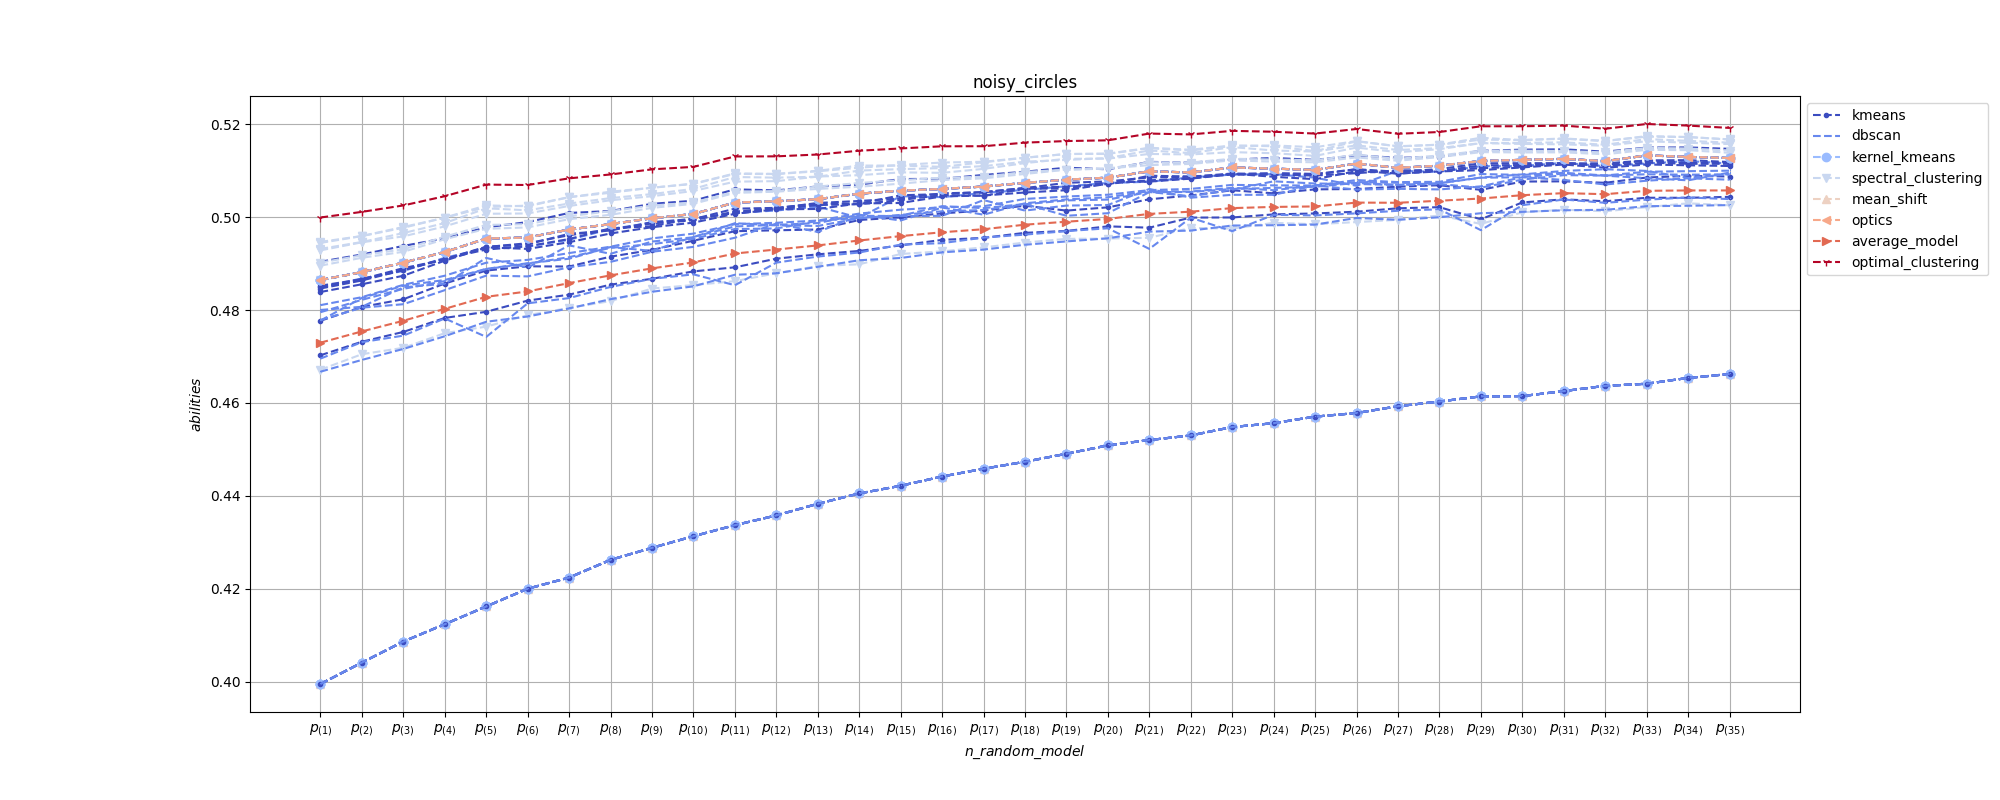 noisy_circles
0.52
0.50
0.48
0.46
0.44
0.42
0.40
abilities
p(1) p(2) p(3) p(4) p(5) p(6) p(7) p(8) p(9) p(10) p(11) p(12) p(13) p(14) p(15) p(16) p(17) p(18) p(19) p(20) p(21) p(22) p(23) p(24) p(25) p(26) p(27) p(28) p(29) p(30) p(31) p(32) p(33) p(34) p(35)
n_random_model
kmeans
dbscan
kernel_kmeans
spectral_clustering
mean_shift
optics
average_model
optimal_clustering